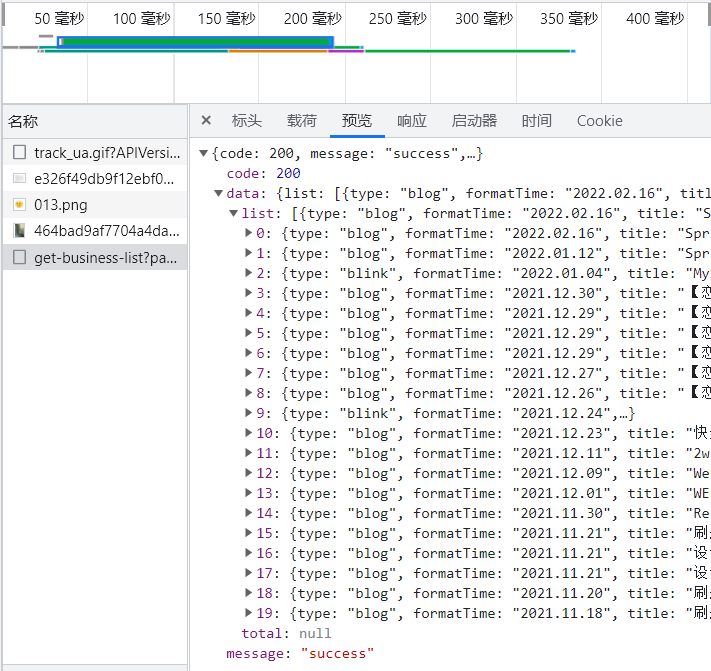 50 毫秒 100 毫秒 150 毫秒 200 毫秒 250 毫秒 300 毫秒 350 毫秒 400 毫秒
名称
× 标头 载荷 预览 响应 启动器 时间 Cookie
track_ua.gif?APIVersi...
e326f49db9f12ebf0...
013.png
464bad9af7704a4da...
get-business-list?pa...
▼{code: 200, message: "success",…}
code: 200
▼data: {list: [{type: "blog", formatTime: "2022.02.16", titl
▼list: [{type: "blog", formatTime: "2022.02.16", title: "S
▶0: {type: "blog", formatTime: "2022.02.16", title: "Spr
▶1: {type: "blog", formatTime: "2022.01.12", title: "Spr
▶2: {type: "blink", formatTime: "2022.01.04", title: "My
▶3: {type: "blog", formatTime: "2021.12.30", title: "【恋
▶4: {type: "blog", formatTime: "2021.12.29", title: "【恋
▶5: {type: "blog", formatTime: "2021.12.29", title: "【恋
▶6: {type: "blog", formatTime: "2021.12.29", title: "【恋
▶7: {type: "blog", formatTime: "2021.12.27", title: "【恋
▶8: {type: "blog", formatTime: "2021.12.26", title: "【恋
▶9: {type: "blink", formatTime: "2021.12.24",…}
▶10: {type: "blog", formatTime: "2021.12.23", title: "快
▶11: {type: "blog", formatTime: "2021.12.11", title: "2w
▶12: {type: "blog", formatTime: "2021.12.09", title: "We
▶13: {type: "blog", formatTime: "2021.12.01", title: "WE
▶14: {type: "blog", formatTime: "2021.11.30", title: "Re
▶15: {type: "blog", formatTime: "2021.11.21", title: "刷
▶16: {type: "blog", formatTime: "2021.11.21", title: "设
▶17: {type: "blog", formatTime: "2021.11.21", title: "设
▶18: {type: "blog", formatTime: "2021.11.20", title: "刷
▶19: {type: "blog", formatTime: "2021.11.18", title: "刷
total: null
message: "success"